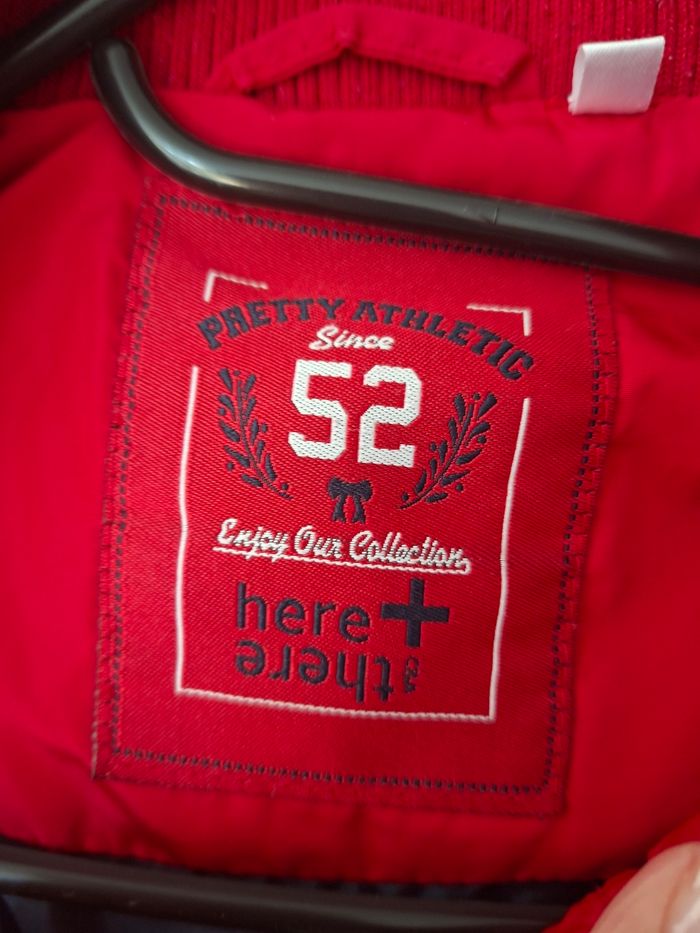 PRETTY ATHLETIC
Since
52
Enjoy Our Collection
here+
there
C&A